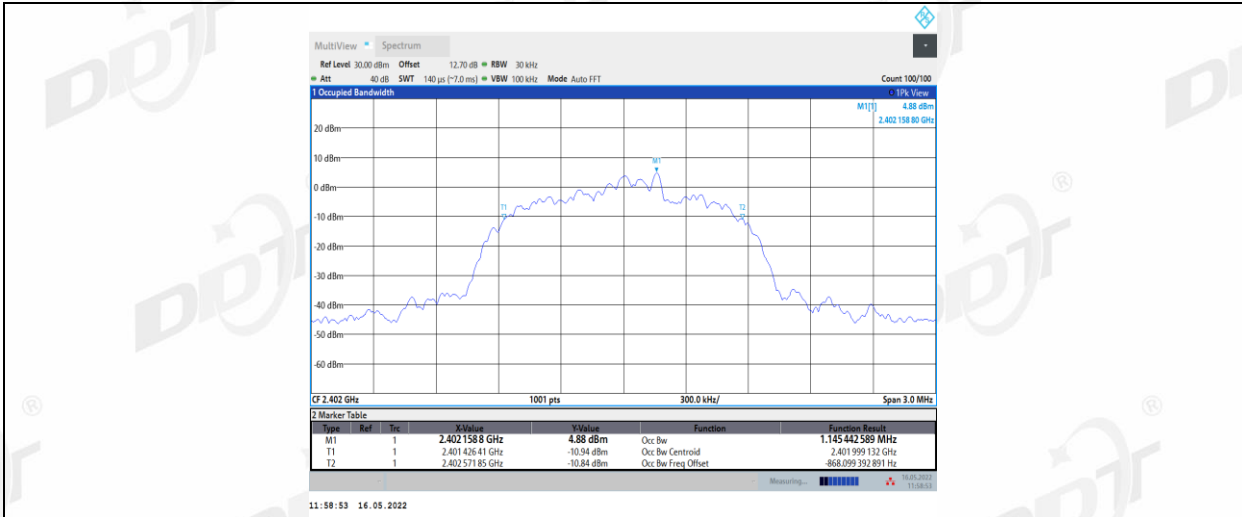 MultiView Spectrum
Ref Level 30.00 dBm Offset 12.70 dB RBW 30 kHz
Att 40 dB SWT 140 µs (~7.0 ms) VBW 100 kHz Mode Auto FFT Count 100/100
1 Occupied Bandwidth 1Pk View
M1[1] 4.88 dBm
2.402 158 80 GHz
20 dBm
10 dBm
M1
0 dBm
T1 T2
-10 dBm
-20 dBm
-30 dBm
-40 dBm
-50 dBm
-60 dBm
CF 2.402 GHz 1001 pts 300.0 kHz/ Span 3.0 MHz
2 Marker Table
Type Ref Trc X-Value Y-Value Function Function Result
M1 1 2.402 158 8 GHz 4.88 dBm Occ Bw 1.145 442 589 MHz
T1 1 2.401 426 41 GHz -10.94 dBm Occ Bw Centroid 2.401 999 132 GHz
T2 1 2.402 571 85 GHz -10.84 dBm Occ Bw Freq Offset -868.099 392 891 Hz
Measuring... 11:58:53
11:58:53 16.05.2022
DDT ®